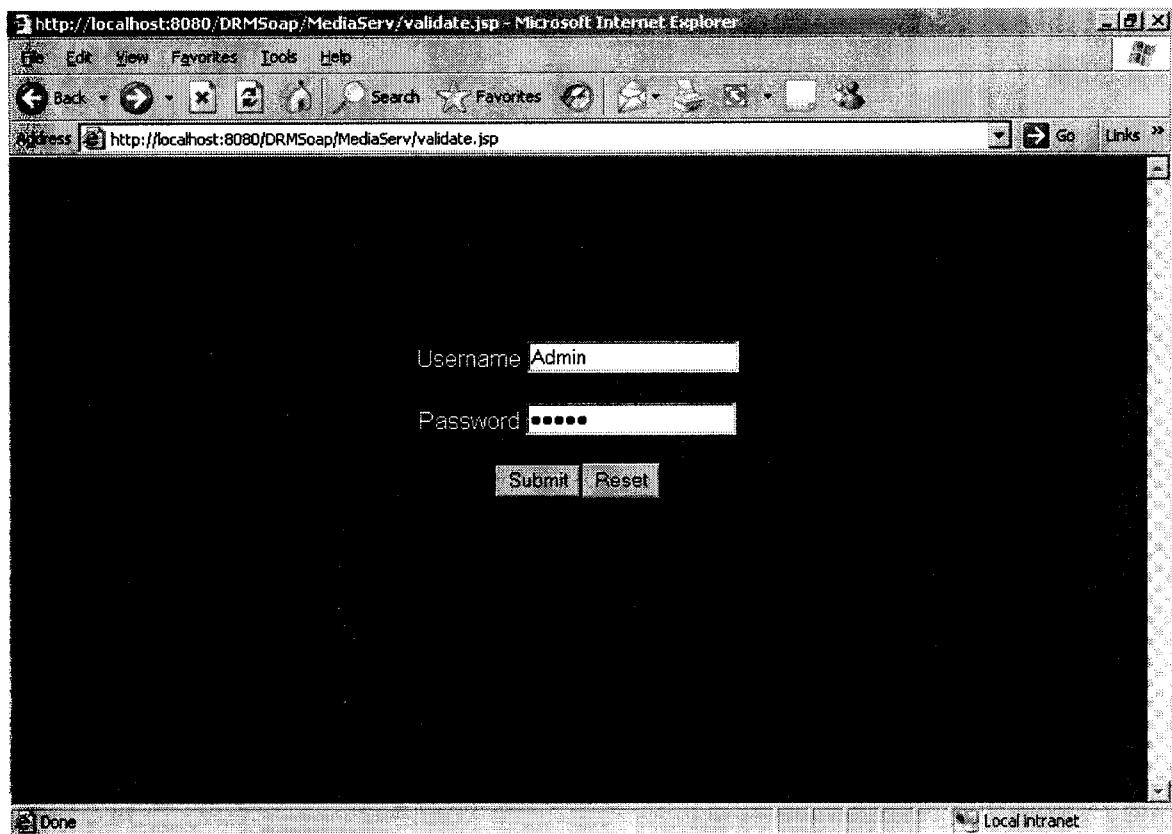 http://localhost:8080/DRMSoap/MediaServ/validate.jsp - Microsoft Internet Explorer
File Edit View Favorites Tools Help
Back Search Favorites
Address http://localhost:8080/DRMSoap/MediaServ/validate.jsp Go Links »
Username Admin
Password •••••
Submit Reset
Done Local intranet